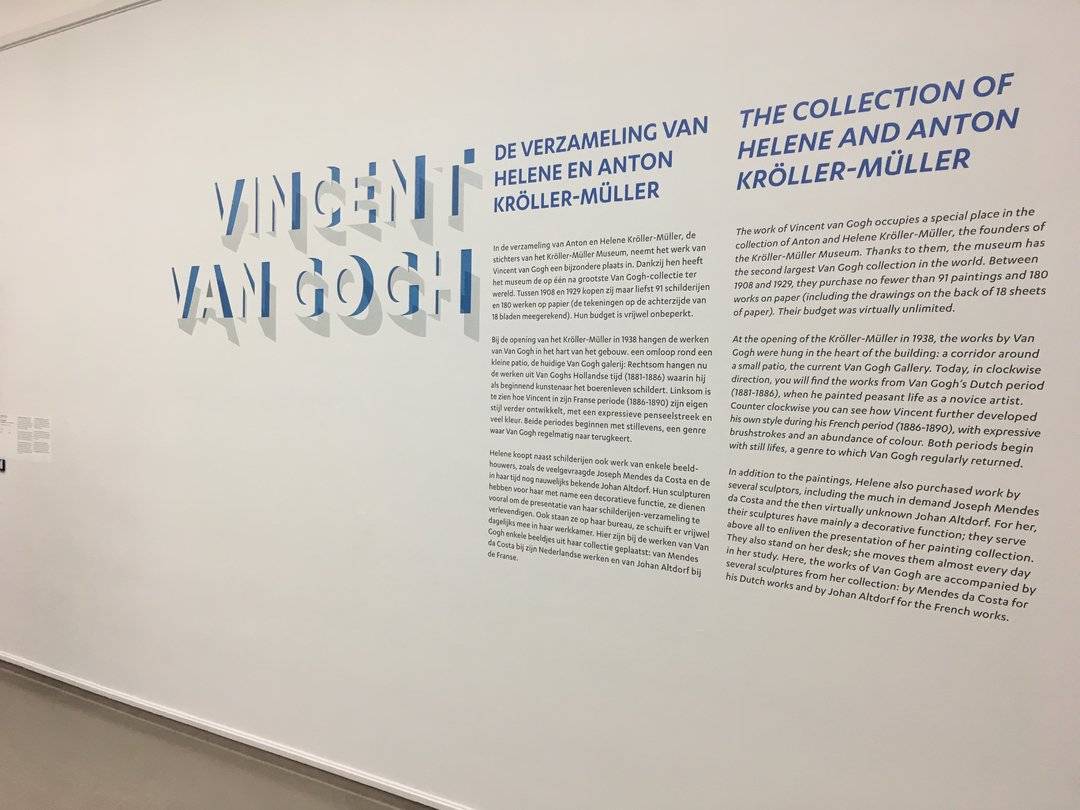 VINCENT
VAN GOGH
DE VERZAMELING VAN
HELENE EN ANTON
KRÖLLER-MÜLLER
In de verzameling van Anton en Helene Kröller-Müller, de
stichters van het Kröller-Müller Museum, neemt het werk van
Vincent van Gogh een bijzondere plaats in. Dankzij hen heeft
het museum de op één na grootste Van Gogh-collectie ter
wereld. Tussen 1908 en 1929 kopen zij maar liefst 91 schilderijen
en 180 werken op papier (de tekeningen op de achterzijde van
18 bladen meegerekend). Hun budget is vrijwel onbeperkt.
Bij de opening van het Kröller-Müller in 1938 hangen de werken
van Van Gogh in het hart van het gebouw. een omloop rond een
kleine patio, de huidige Van Gogh galerij: Rechtsom hangen nu
de werken uit Van Goghs Hollandse tijd (1881-1886) waarin hij
als beginnend kunstenaar het boerenleven schildert. Linksom is
te zien hoe Vincent in zijn Franse periode (1886-1890) zijn eigen
stijl verder ontwikkelt, met een expressieve penseelstreek en
veel kleur. Beide periodes beginnen met stillevens, een genre
waar Van Gogh regelmatig naar terugkeert.
Helene koopt naast schilderijen ook werk van enkele beeld-
houwers, zoals de veelgevraagde Joseph Mendes da Costa en de
in haar tijd nog nauwelijks bekende Johan Altdorf. Hun sculpturen
hebben voor haar met name een decoratieve functie, ze dienen
vooral om de presentatie van haar schilderijen-verzameling te
verlevendigen. Ook staan ze op haar bureau, ze schuift er vrijwel
dagelijks mee in haar werkkamer. Hier zijn bij de werken van Van
Gogh enkele beeldjes uit haar collectie geplaatst: van Mendes
da Costa bij zijn Nederlandse werken en van Johan Altdorf bij
de Franse.
THE COLLECTION OF
HELENE AND ANTON
KRÖLLER-MÜLLER
The work of Vincent van Gogh occupies a special place in the
collection of Anton and Helene Kröller-Müller, the founders of
the Kröller-Müller Museum. Thanks to them, the museum has
the second largest Van Gogh collection in the world. Between
1908 and 1929, they purchase no fewer than 91 paintings and 180
works on paper (including the drawings on the back of 18 sheets
of paper). Their budget was virtually unlimited.
At the opening of the Kröller-Müller in 1938, the works by Van
Gogh were hung in the heart of the building: a corridor around
a small patio, the current Van Gogh Gallery. Today, in clockwise
direction, you will find the works from Van Gogh's Dutch period
(1881-1886), when he painted peasant life as a novice artist.
Counter clockwise you can see how Vincent further developed
his own style during his French period (1886-1890), with expressive
brushstrokes and an abundance of colour. Both periods begin
with still lifes, a genre to which Van Gogh regularly returned.
In addition to the paintings, Helene also purchased work by
several sculptors, including the much in demand Joseph Mendes
da Costa and the then virtually unknown Johan Altdorf. For her,
their sculptures have mainly a decorative function; they serve
above all to enliven the presentation of her painting collection.
They also stand on her desk; she moves them almost every day
in her study. Here, the works of Van Gogh are accompanied by
several sculptures from her collection: by Mendes da Costa for
his Dutch works and by Johan Altdorf for the French works.